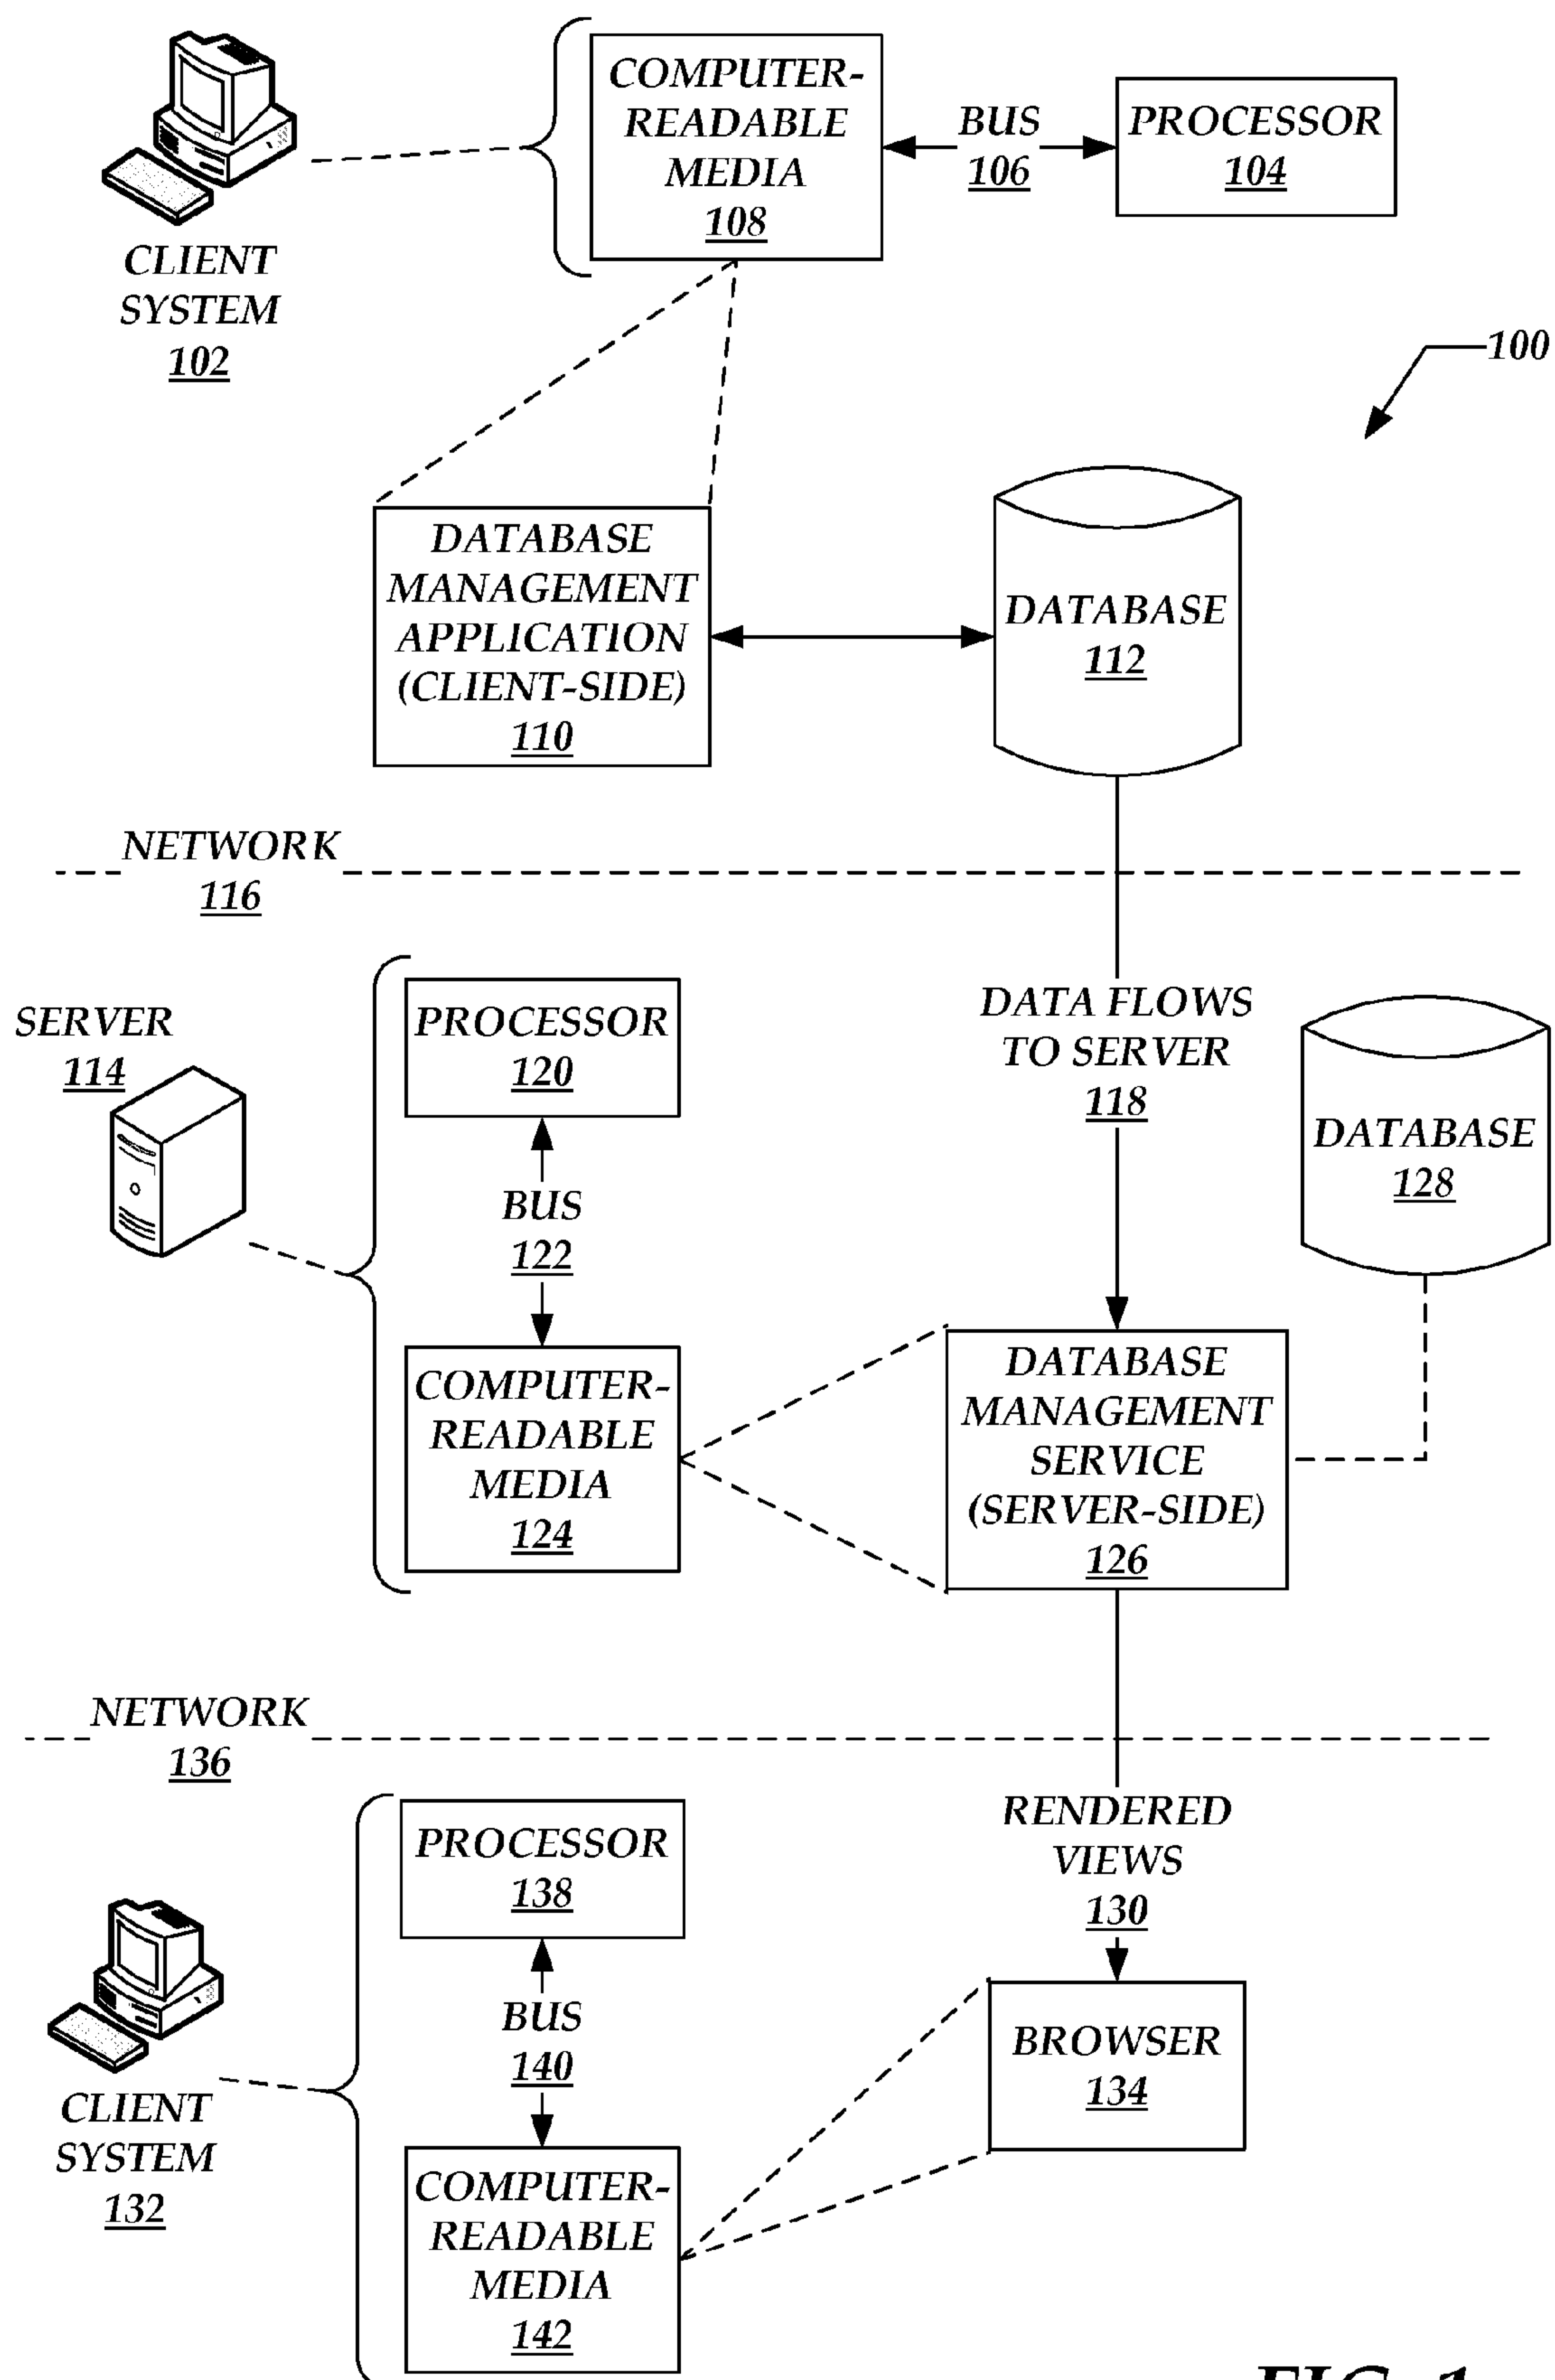 COMPUTER-
READABLE
MEDIA
108
BUS
106
PROCESSOR
104
CLIENT
SYSTEM
102
100
DATABASE
MANAGEMENT
APPLICATION
(CLIENT-SIDE)
110
DATABASE
112
NETWORK
116
SERVER
114
PROCESSOR
120
BUS
122
COMPUTER-
READABLE
MEDIA
124
DATA FLOWS
TO SERVER
118
DATABASE
128
DATABASE
MANAGEMENT
SERVICE
(SERVER-SIDE)
126
NETWORK
136
RENDERED
VIEWS
130
PROCESSOR
138
BUS
140
COMPUTER-
READABLE
MEDIA
142
CLIENT
SYSTEM
132
BROWSER
134
FIG. 1